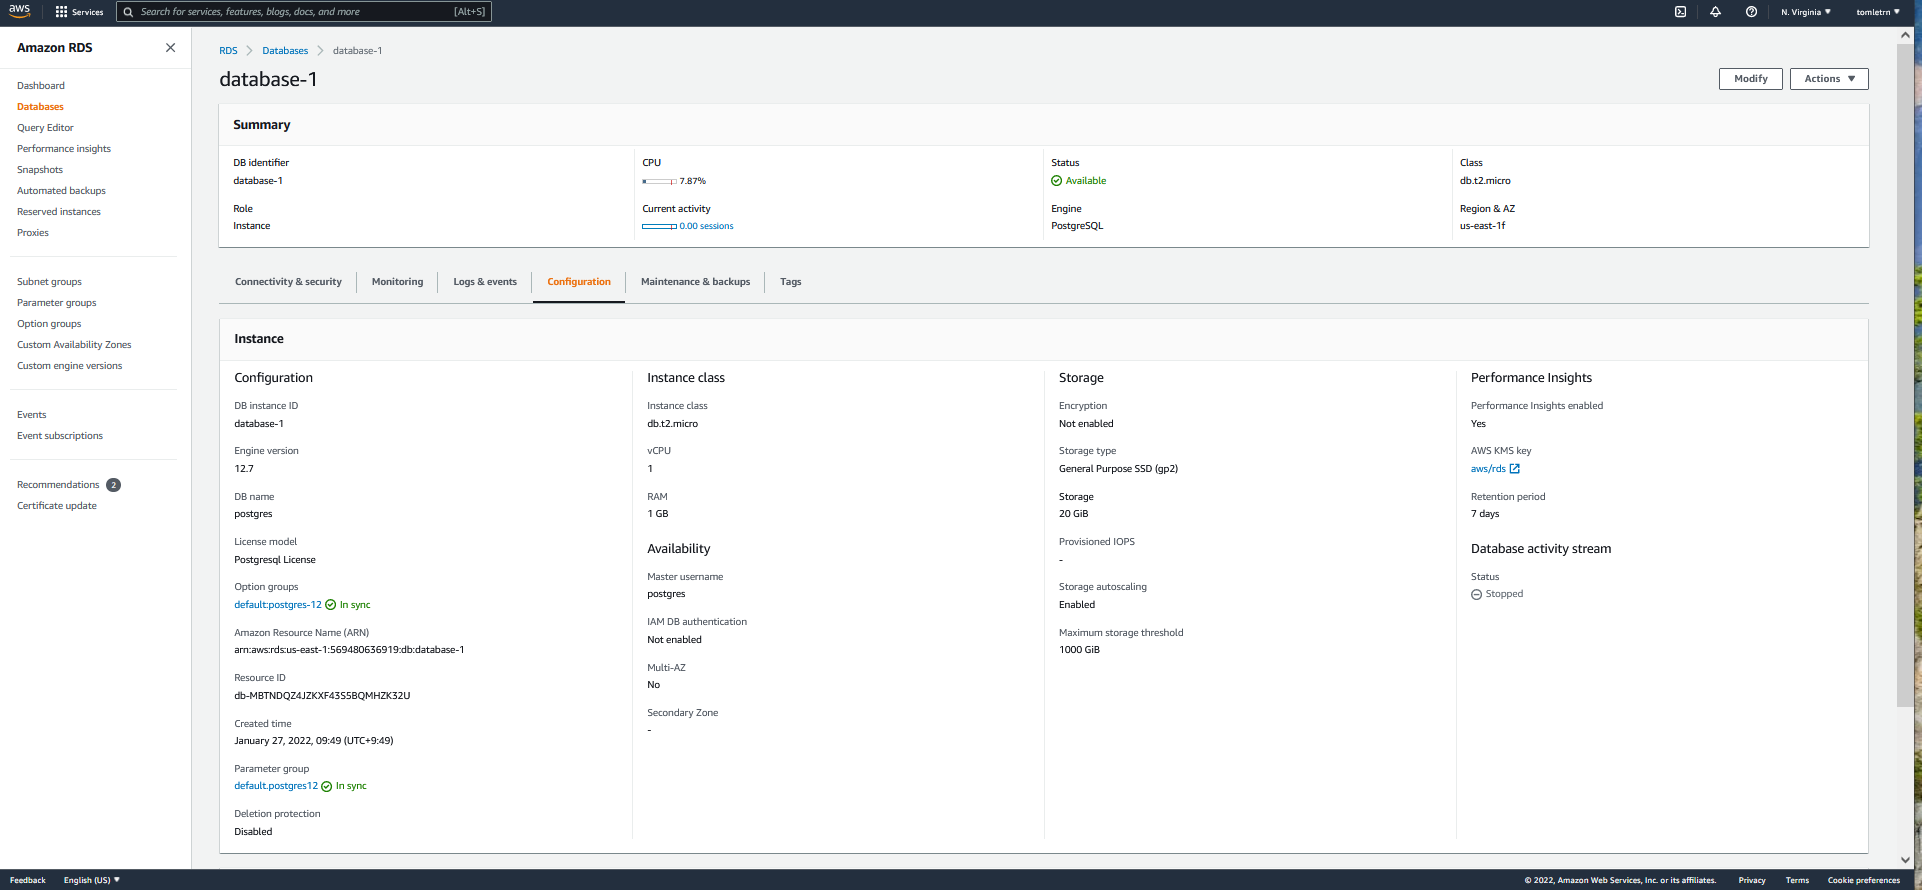 aws
Services
Search for services, features, blogs, docs, and more
[Alt+S]
N. Virginia ▼
tomletrn ▼
Amazon RDS
Dashboard
Databases
Query Editor
Performance insights
Snapshots
Automated backups
Reserved instances
Proxies
Subnet groups
Parameter groups
Option groups
Custom Availability Zones
Custom engine versions
Events
Event subscriptions
Recommendations 2
Certificate update
RDS > Databases > database-1
database-1
Modify
Actions ▼
Summary
DB identifier
database-1
Role
Instance
CPU
7.87%
Current activity
0.00 sessions
Status
Available
Engine
PostgreSQL
Class
db.t2.micro
Region & AZ
us-east-1f
Connectivity & security
Monitoring
Logs & events
Configuration
Maintenance & backups
Tags
Instance
Configuration
DB instance ID
database-1
Engine version
12.7
DB name
postgres
License model
Postgresql License
Option groups
default:postgres-12 In sync
Amazon Resource Name (ARN)
arn:aws:rds:us-east-1:569480636919:db:database-1
Resource ID
db-MBTNDQZ4JZKXF43S5BQMHZK32U
Created time
January 27, 2022, 09:49 (UTC+9:49)
Parameter group
default.postgres12 In sync
Deletion protection
Disabled
Instance class
Instance class
db.t2.micro
vCPU
1
RAM
1 GB
Availability
Master username
postgres
IAM DB authentication
Not enabled
Multi-AZ
No
Secondary Zone
-
Storage
Encryption
Not enabled
Storage type
General Purpose SSD (gp2)
Storage
20 GiB
Provisioned IOPS
-
Storage autoscaling
Enabled
Maximum storage threshold
1000 GiB
Performance Insights
Performance Insights enabled
Yes
AWS KMS key
aws/rds
Retention period
7 days
Database activity stream
Status
Stopped
Feedback
English (US) ▼
© 2022, Amazon Web Services, Inc. or its affiliates.
Privacy
Terms
Cookie preferences